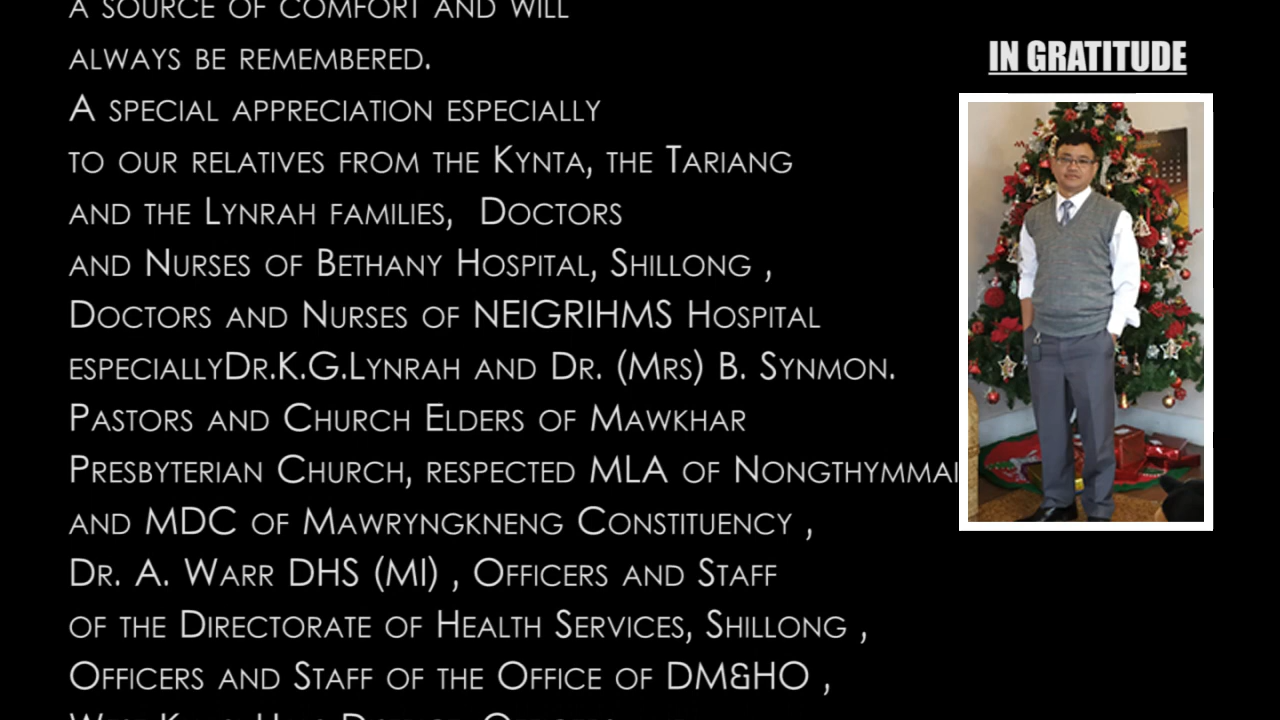 A SOURCE OF COMFORT AND WILL
ALWAYS BE REMEMBERED.
A SPECIAL APPRECIATION ESPECIALLY
TO OUR RELATIVES FROM THE KYNTA, THE TARIANG
AND THE LYNRAH FAMILIES, DOCTORS
AND NURSES OF BETHANY HOSPITAL, SHILLONG ,
DOCTORS AND NURSES OF NEIGRIHMS HOSPITAL
ESPECIALLYDR.K.G.LYNRAH AND DR. (MRS) B. SYNMON.
PASTORS AND CHURCH ELDERS OF MAWKHAR
PRESBYTERIAN CHURCH, RESPECTED MLA OF NONGTHYMMAI
AND MDC OF MAWRYNGKNENG CONSTITUENCY ,
DR. A. WARR DHS (MI) , OFFICERS AND STAFF
OF THE DIRECTORATE OF HEALTH SERVICES, SHILLONG ,
OFFICERS AND STAFF OF THE OFFICE OF DM&HO ,
IN GRATITUDE